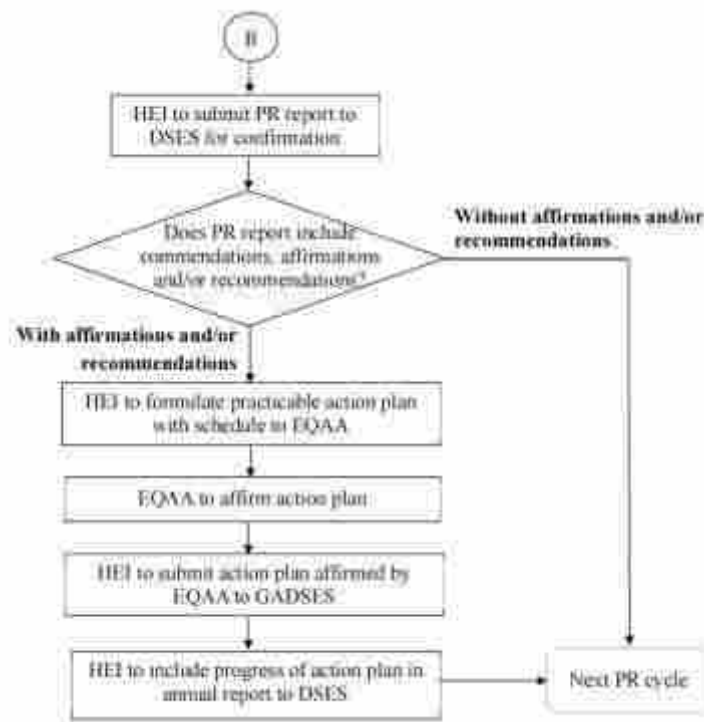 B
HEI to submit PR report to
DSES for confirmation
Does PR report include
commendations, affirmations
and/or recommendations?
Without affirmations and/or
recommendations
With affirmations and/or
recommendations
HEI to formulate practicable action plan
with schedule to EQAA
EQAA to affirm action plan
HEI to submit action plan affirmed by
EQAA to GADSES
HEI to include progress of action plan in
annual report to DSES
Next PR cycle